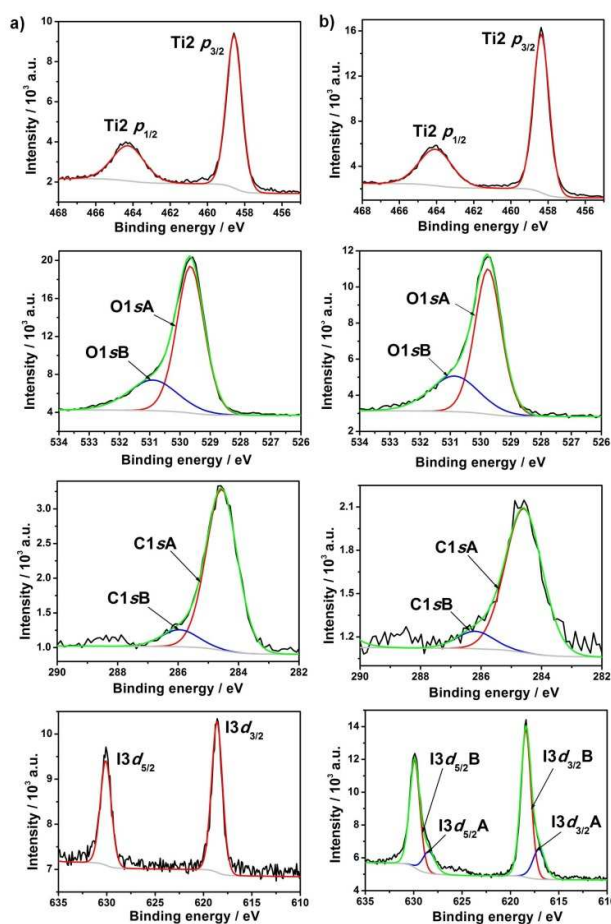 a)
Ti2 p3/2
Ti2 p1/2
Intensity / 10³ a.u.
10
8
6
4
2
468 466 464 462 460 458 456
Binding energy / eV
b)
Ti2 p3/2
Ti2 p1/2
Intensity / 10³ a.u.
16
12
8
4
468 466 464 462 460 458 456
Binding energy / eV
O1sA
O1sB
Intensity / 10³ a.u.
20
16
12
8
4
534 533 532 531 530 529 528 527 526
Binding energy / eV
O1sA
O1sB
Intensity / 10³ a.u.
12
10
8
6
4
2
534 533 532 531 530 529 528 527 526
Binding energy / eV
C1sA
C1sB
Intensity / 10³ a.u.
3.0
2.5
2.0
1.5
1.0
290 288 286 284 282
Binding energy / eV
C1sA
C1sB
Intensity / 10³ a.u.
2.1
1.8
1.5
1.2
290 288 286 284 282
Binding energy / eV
I3d5/2
I3d3/2
Intensity / 10³ a.u.
10
9
8
7
635 630 625 620 615 610
Binding energy / eV
I3d5/2B
I3d5/2A
I3d3/2B
I3d3/2A
Intensity / 10³ a.u.
14
12
10
8
6
4
635 630 625 620 615 610
Binding energy / eV